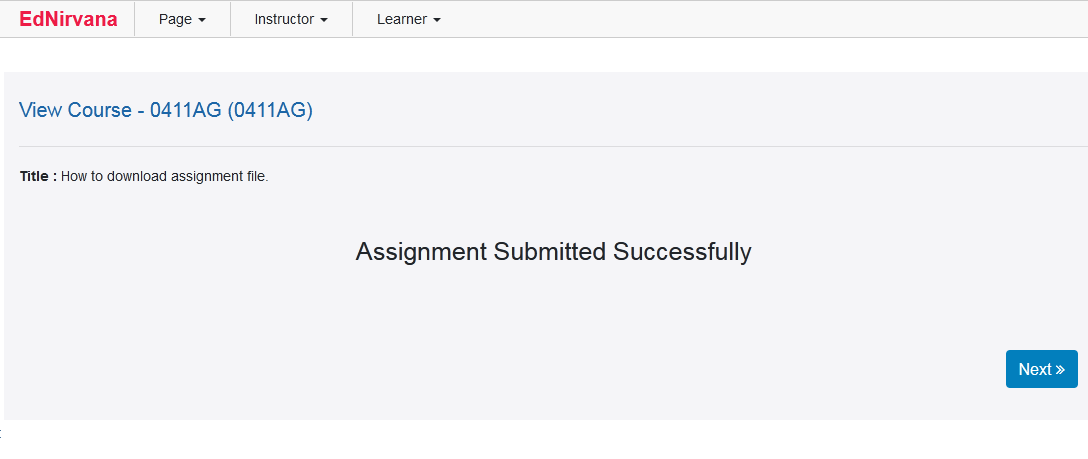 EdNirvana Page Instructor Learner
View Course - 0411AG (0411AG)
Title : How to download assignment file.
Assignment Submitted Successfully
Next »